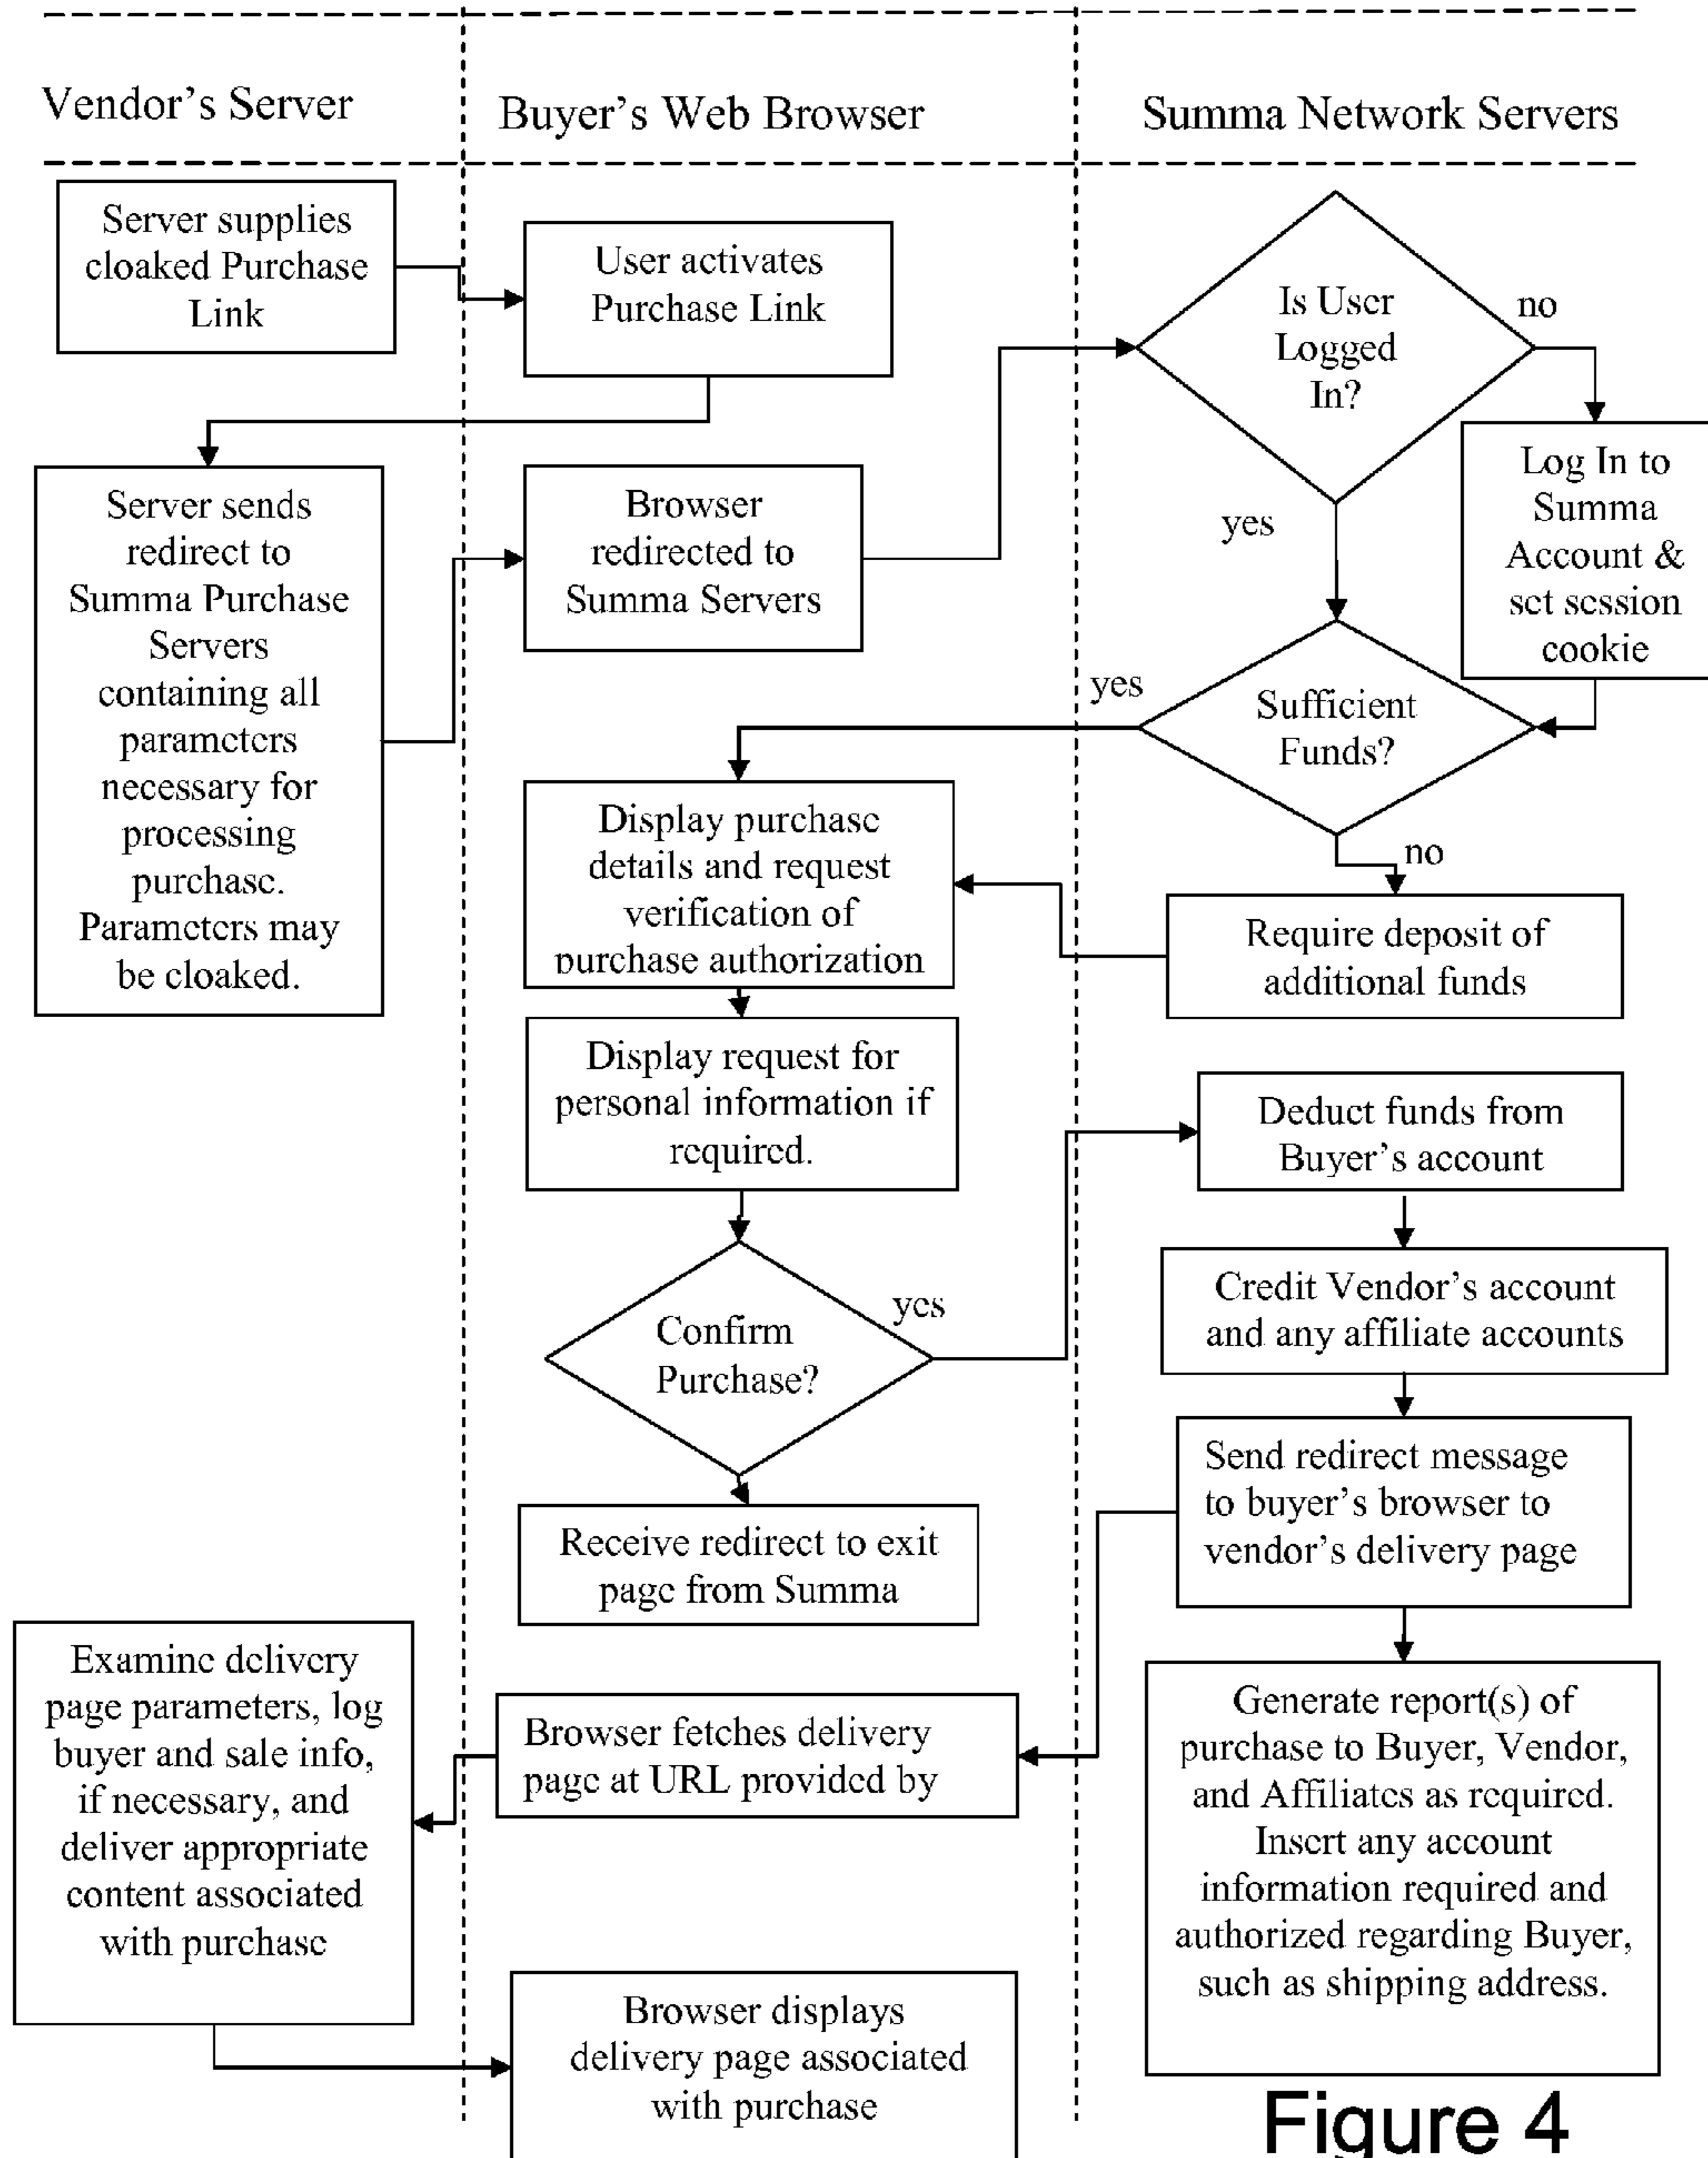 Vendor's Server
Buyer's Web Browser
Summa Network Servers
Server supplies
cloaked Purchase
Link
User activates
Purchase Link
Is User
Logged
In?
no
yes
Log In to
Summa
Account &
set session
cookie
Server sends
redirect to
Summa Purchase
Servers
containing all
parameters
necessary for
processing
purchase.
Parameters may
be cloaked.
Browser
redirected to
Summa Servers
Sufficient
Funds?
yes
no
Display purchase
details and request
verification of
purchase authorization
Require deposit of
additional funds
Display request for
personal information if
required.
Confirm
Purchase?
yes
Deduct funds from
Buyer's account
Credit Vendor's account
and any affiliate accounts
Send redirect message
to buyer's browser to
vendor's delivery page
Receive redirect to exit
page from Summa
Generate report(s) of
purchase to Buyer, Vendor,
and Affiliates as required.
Insert any account
information required and
authorized regarding Buyer,
such as shipping address.
Browser fetches delivery
page at URL provided by
Examine delivery
page parameters, log
buyer and sale info,
if necessary, and
deliver appropriate
content associated
with purchase
Browser displays
delivery page associated
with purchase
Figure 4